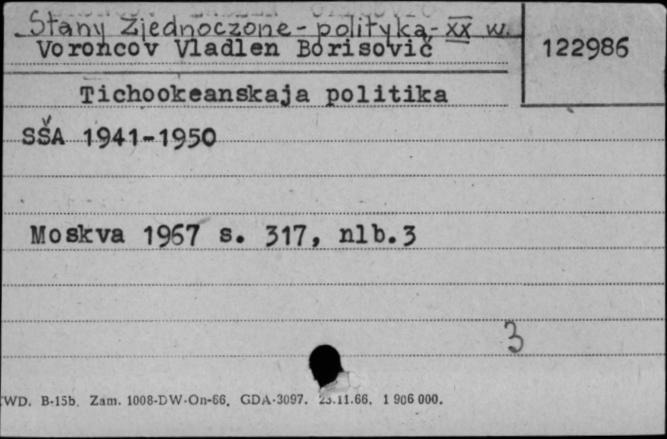 Stany Zjednoczone - polityka - XX w.
Voroncov Vladlen Borisovič
122986
Tichookeanskaja politika
SŠA 1941-1950
Moskva 1967 s. 317, nlb.3
3
WD. B-15b. Zam. 1008-DW-On-66. GDA-3097. 23.11.66. 1 906 000.